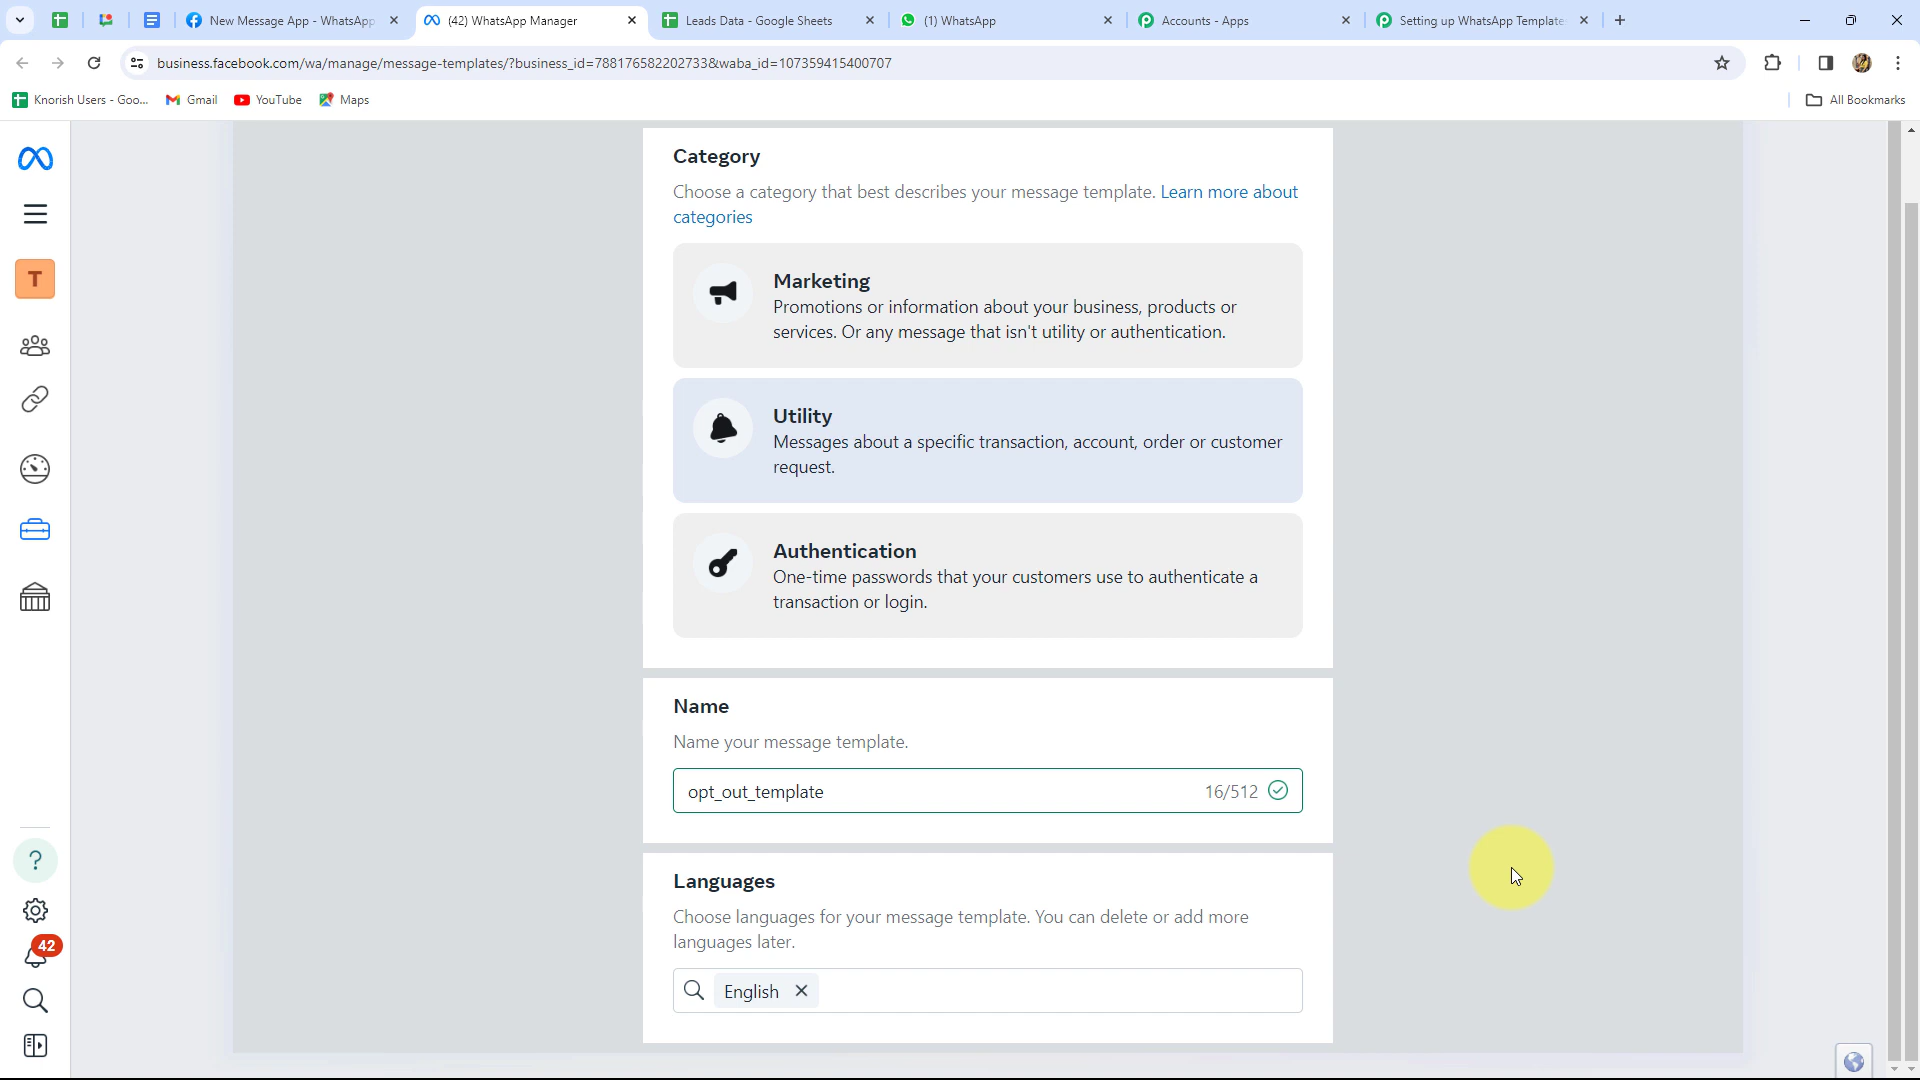 New Message App - WhatsApp
(42) WhatsApp Manager
Leads Data - Google Sheets
(1) WhatsApp
Accounts - Apps
Setting up WhatsApp Template
business.facebook.com/wa/manage/message-templates/?business_id=788176582202733&waba_id=107359415400707
Knorish Users - Goo...
Gmail
YouTube
Maps
All Bookmarks
T
Category
Choose a category that best describes your message template. Learn more about
categories
Marketing
Promotions or information about your business, products or
services. Or any message that isn't utility or authentication.
Utility
Messages about a specific transaction, account, order or customer
request.
Authentication
One-time passwords that your customers use to authenticate a
transaction or login.
Name
Name your message template.
opt_out_template 16/512
Languages
Choose languages for your message template. You can delete or add more
languages later.
English
?
42